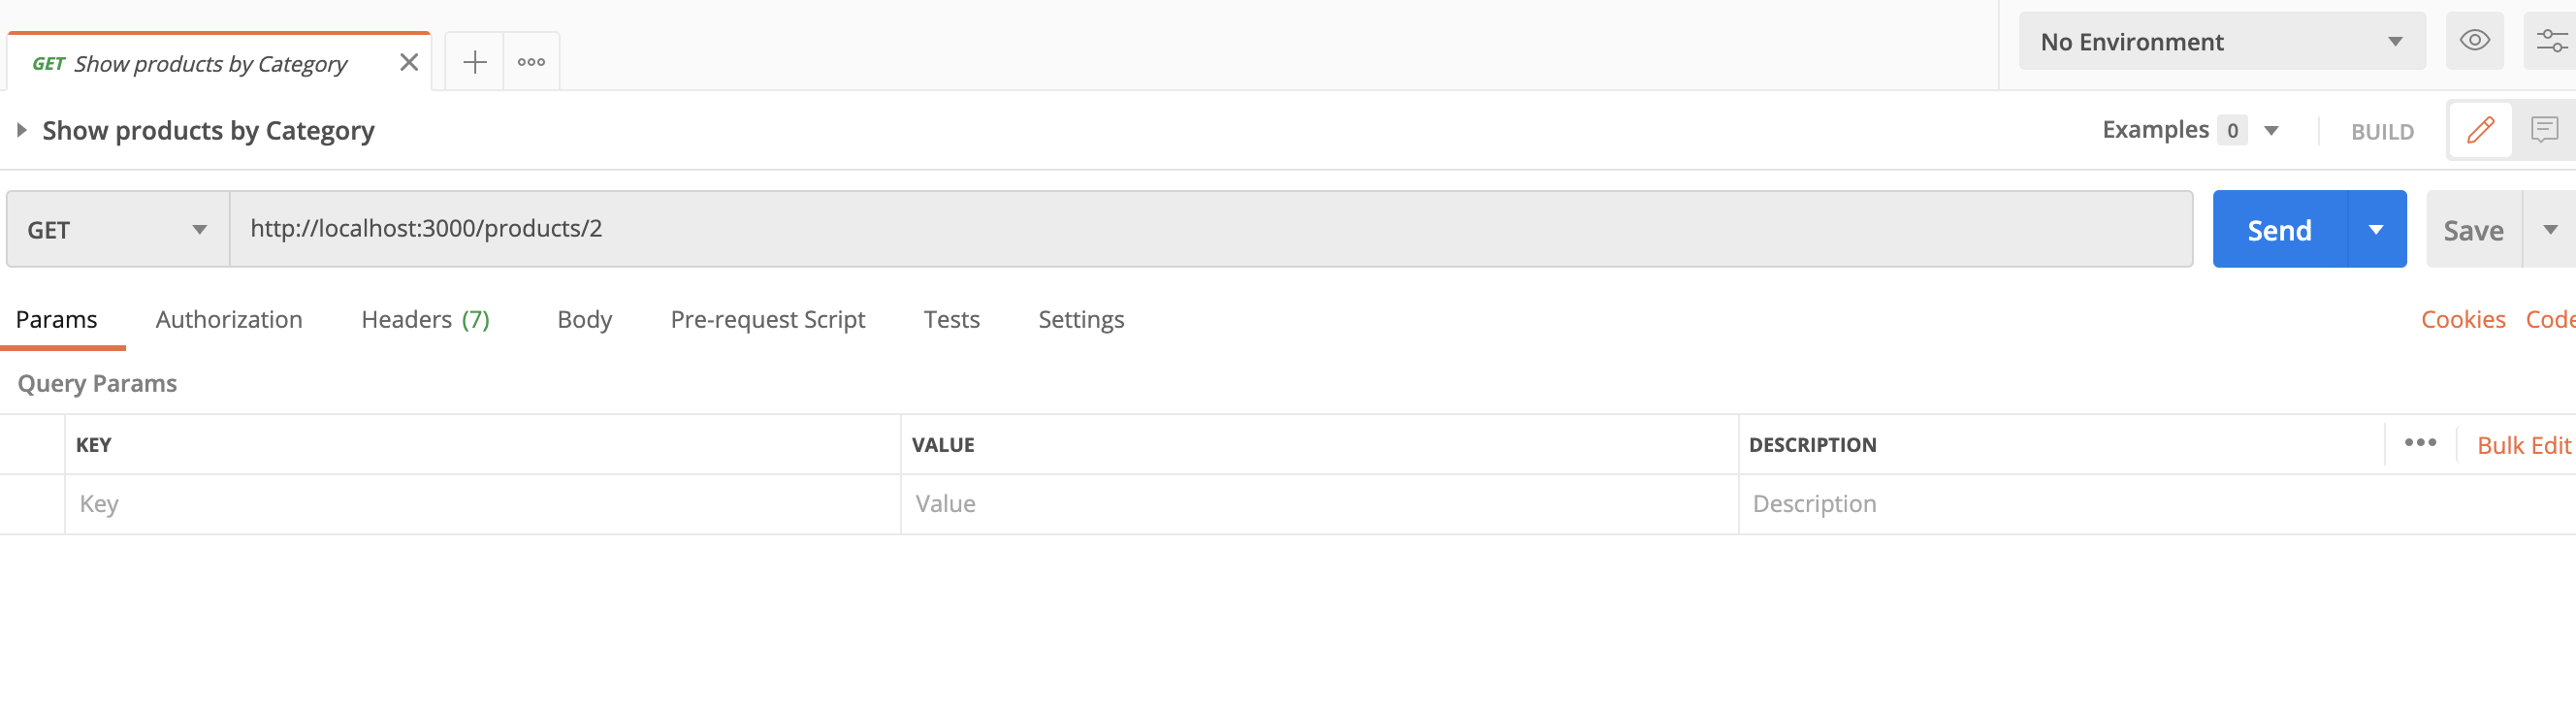 GET Show products by Category
No Environment
Show products by Category
Examples 0
BUILD
GET http://localhost:3000/products/2
Send
Save
Params Authorization Headers (7) Body Pre-request Script Tests Settings
Cookies Code
Query Params
KEY VALUE DESCRIPTION
Bulk Edit
Key Value Description